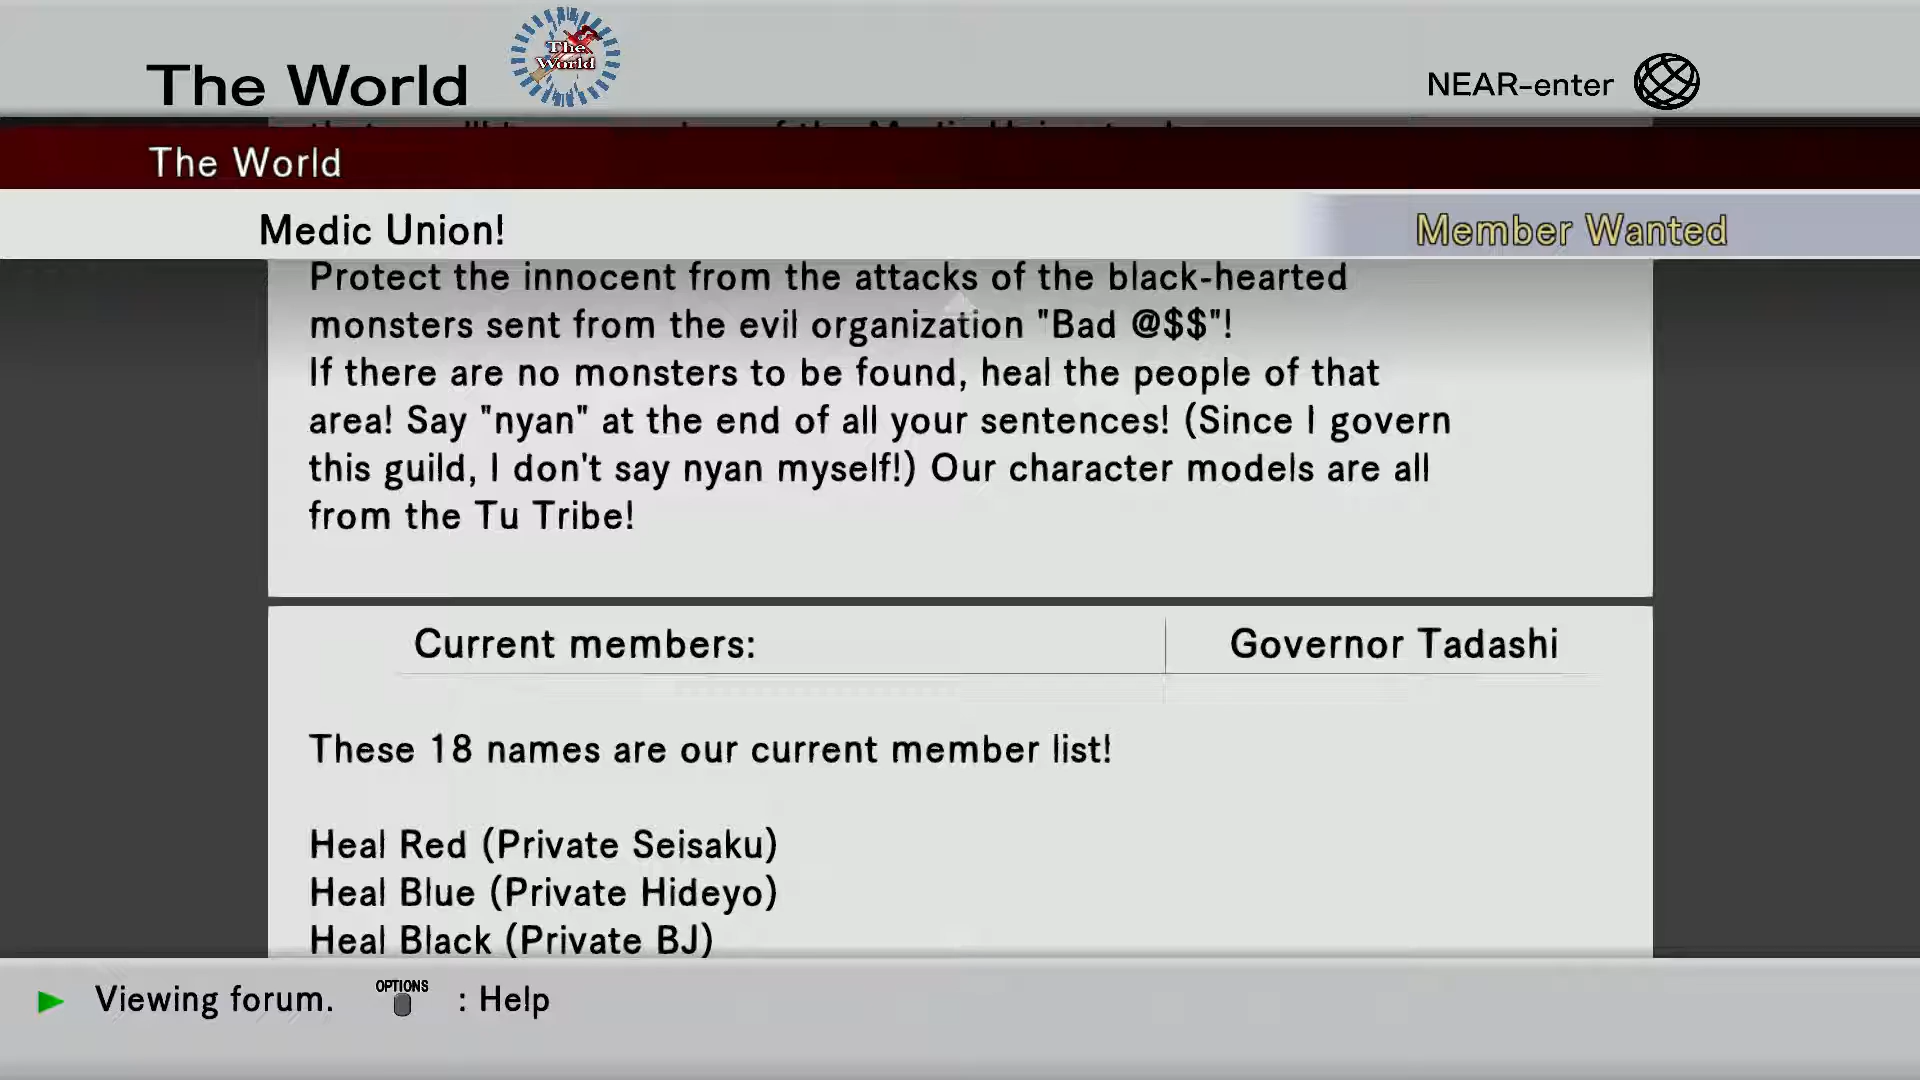 The World
The
World
NEAR-enter
The World
Medic Union!
Member Wanted
Protect the innocent from the attacks of the black-hearted
monsters sent from the evil organization "Bad @$$"!
If there are no monsters to be found, heal the people of that
area! Say "nyan" at the end of all your sentences! (Since I govern
this guild, I don't say nyan myself!) Our character models are all
from the Tu Tribe!
Current members:
Governor Tadashi
These 18 names are our current member list!
Heal Red (Private Seisaku)
Heal Blue (Private Hideyo)
Heal Black (Private BJ)
Viewing forum.
OPTIONS
: Help